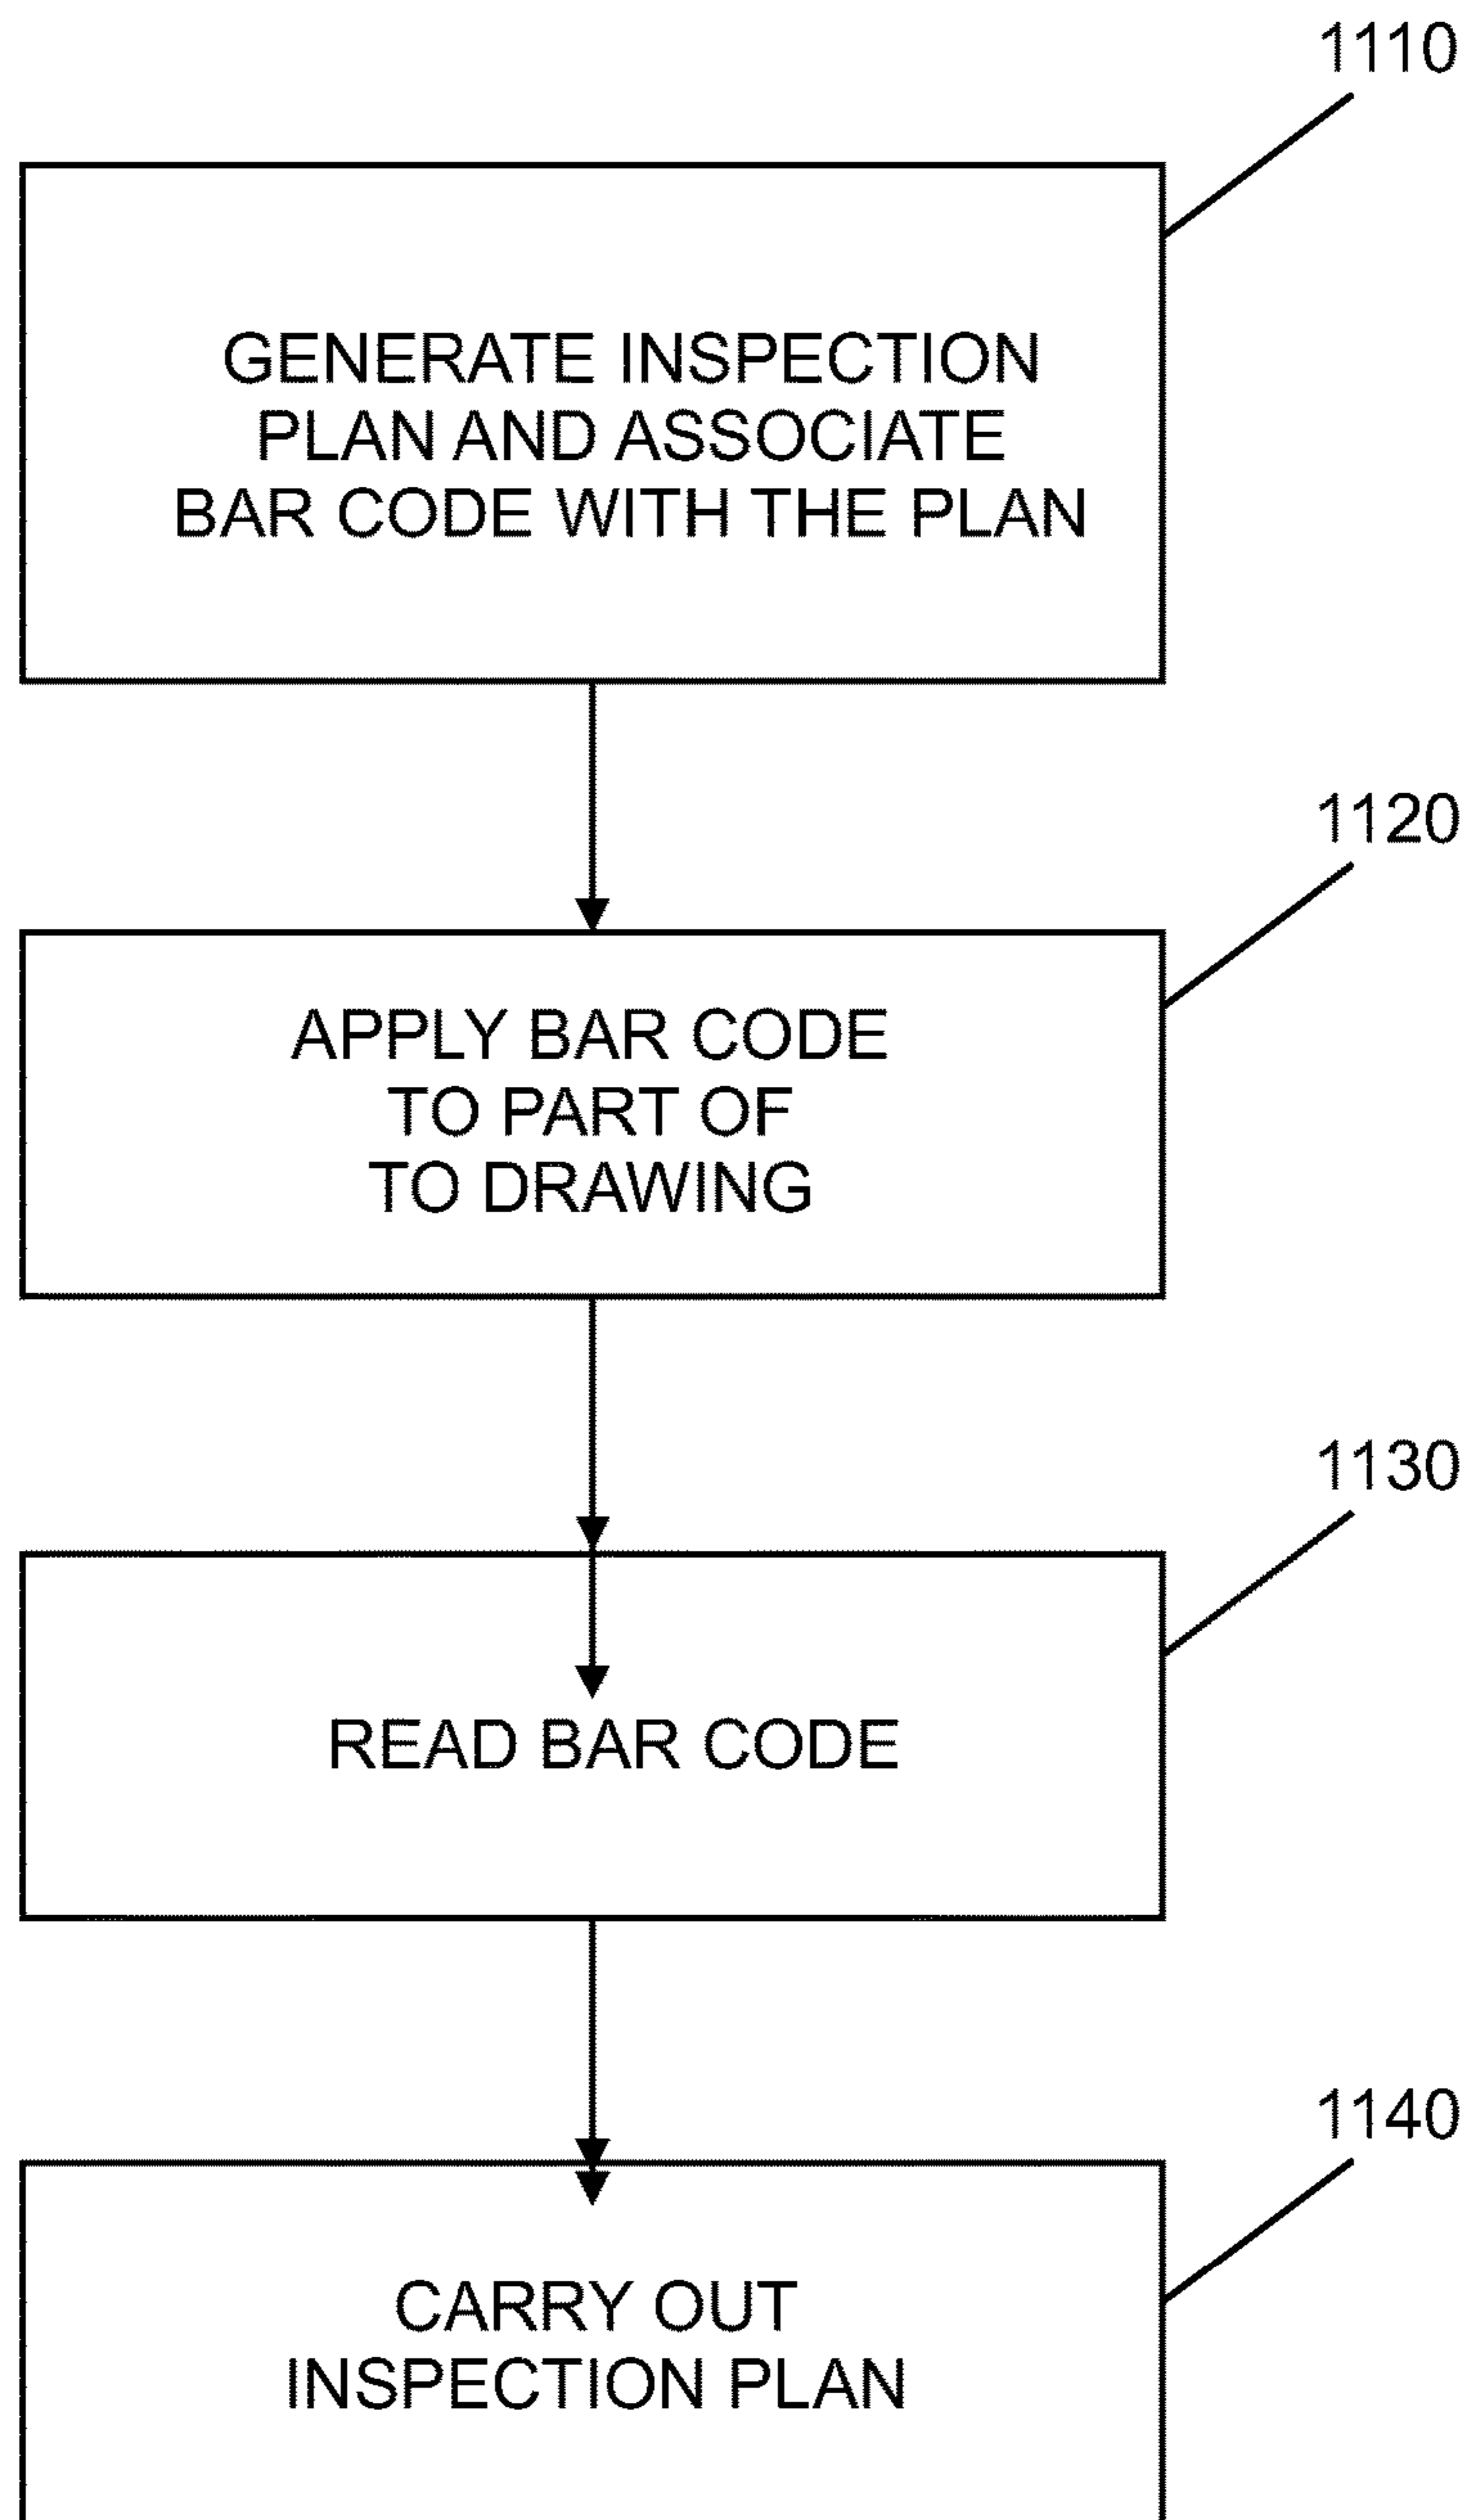 1110
GENERATE INSPECTION
PLAN AND ASSOCIATE
BAR CODE WITH THE PLAN
1120
APPLY BAR CODE
TO PART OF
TO DRAWING
1130
READ BAR CODE
1140
CARRY OUT
INSPECTION PLAN